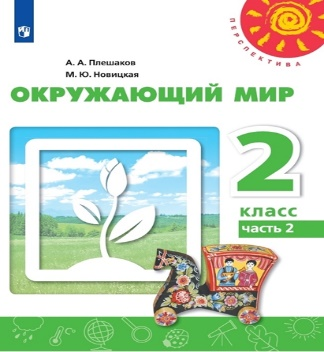 ПЕРСПЕКТИВА
А. А. Плешаков
М. Ю. Новицкая
ОКРУЖАЮЩИЙ МИР
2
класс
часть 2